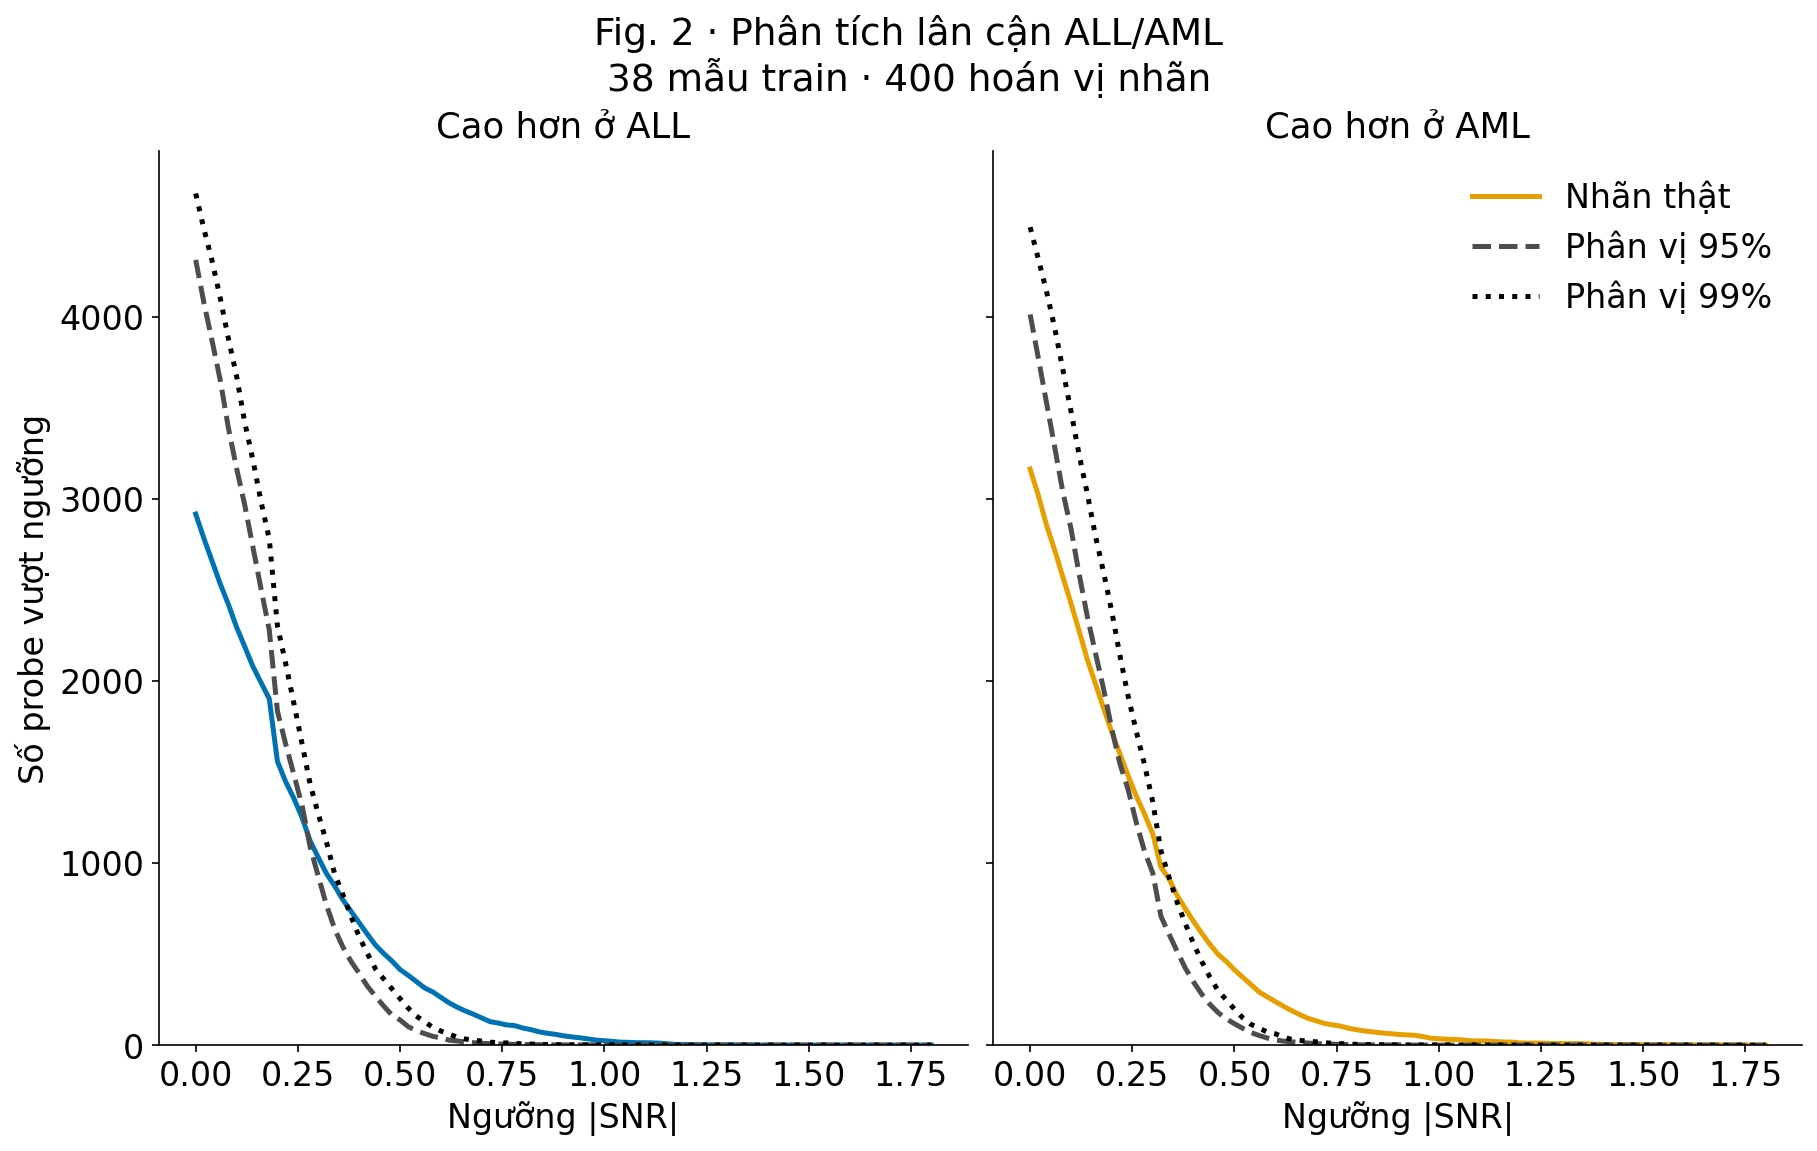 Fig. 2 · Phân tích lân cận ALL/AML
38 mẫu train · 400 hoán vị nhãn
Cao hơn ở ALL
Số probe vượt ngưỡng
4000
3000
2000
1000
0
0.00 0.25 0.50 0.75 1.00 1.25 1.50 1.75
Ngưỡng |SNR|
Cao hơn ở AML
Nhãn thật
Phân vị 95%
Phân vị 99%
0.00 0.25 0.50 0.75 1.00 1.25 1.50 1.75
Ngưỡng |SNR|